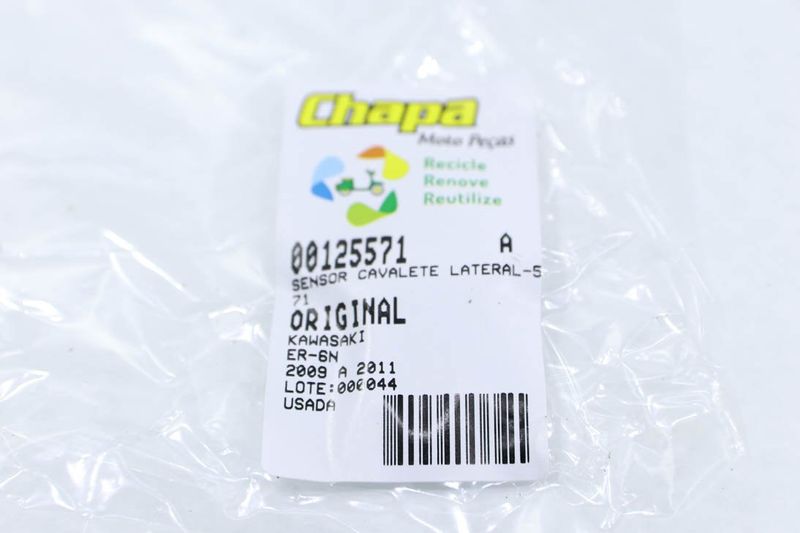 Chapa
Moto Peças
Recicle
Renove
Reutilize
00125571 A
SENSOR CAVALETE LATERAL-5
71
ORIGINAL
KAWASAKI
ER-6N
2009 A 2011
LOTE:000044
USADA